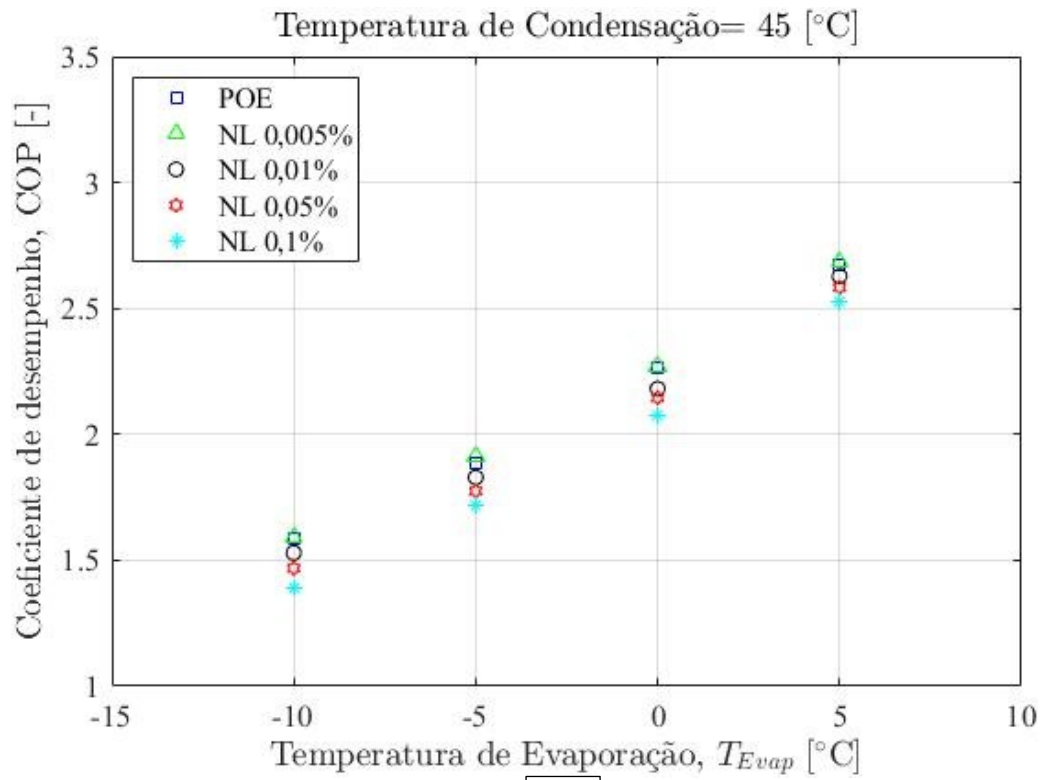 Temperatura de Condensação= 45 [°C]
Coeficiente de desempenho, COP [-]
3.5
3
2.5
2
1.5
1
POE
NL 0,005%
NL 0,01%
NL 0,05%
NL 0,1%
-15
-10
-5
0
5
10
Temperatura de Evaporação, T_Evap [°C]